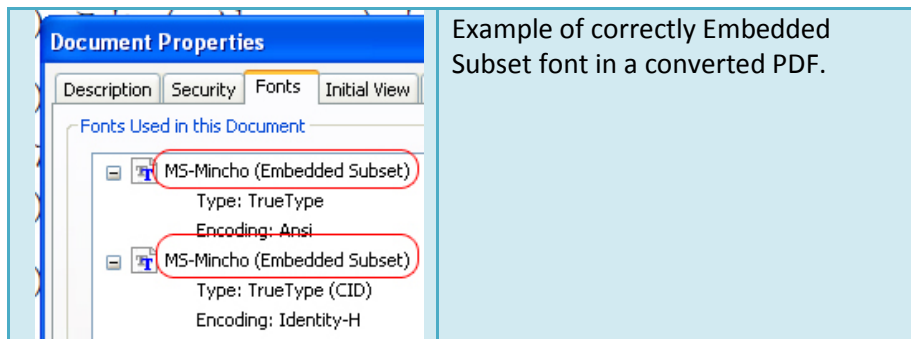 Document Properties
Description Security Fonts Initial View
Fonts Used in this Document
MS-Mincho (Embedded Subset)
Type: TrueType
Encoding: Ansi
MS-Mincho (Embedded Subset)
Type: TrueType (CID)
Encoding: Identity-H
Example of correctly Embedded
Subset font in a converted PDF.